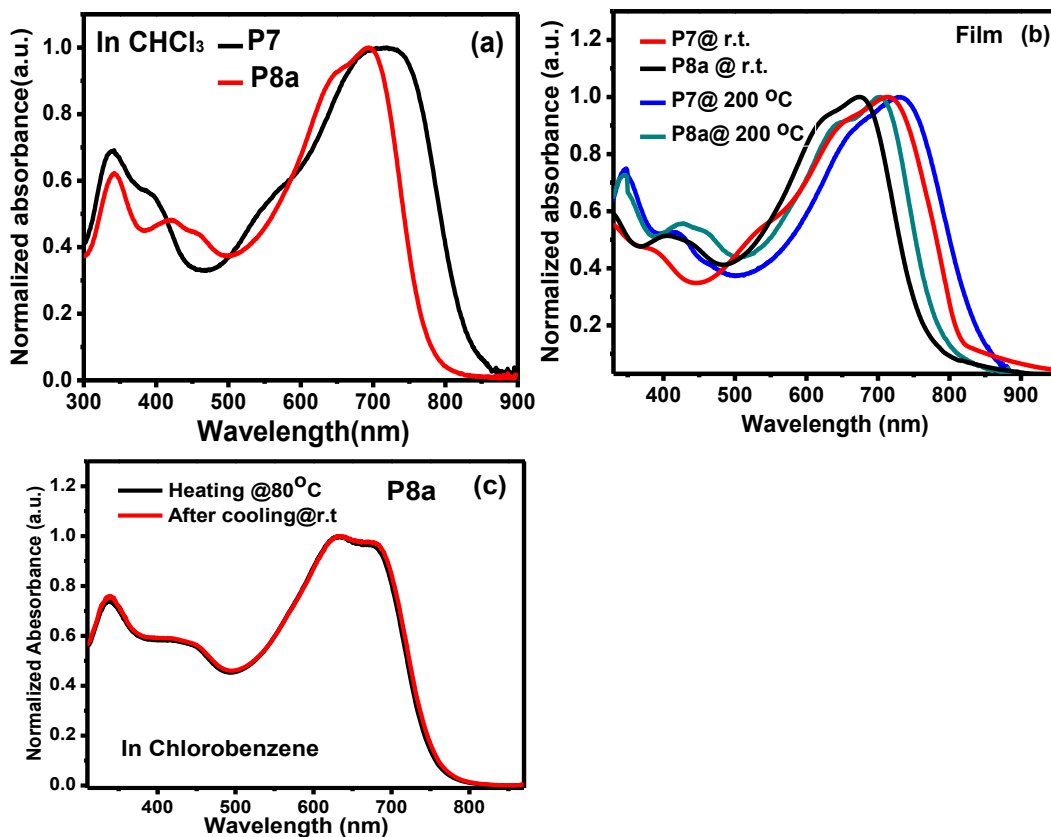 In CHCl₃
P7
P8a
(a)
Normalized absorbance(a.u.)
1.0
0.8
0.6
0.4
0.2
0.0
300 400 500 600 700 800 900
Wavelength(nm)
Film (b)
P7@ r.t.
P8a @ r.t.
P7@ 200 ºC
P8a@ 200 ºC
Normalized absorbance (a.u.)
1.2
1.0
0.8
0.6
0.4
0.2
400 500 600 700 800 900
Wavelength (nm)
Heating @80ºC
After cooling@r.t
P8a (c)
Normalized Abesorbance (a.u.)
1.2
1.0
0.8
0.6
0.4
0.2
0.0
In Chlorobenzene
400 500 600 700 800
Wavelength (nm)